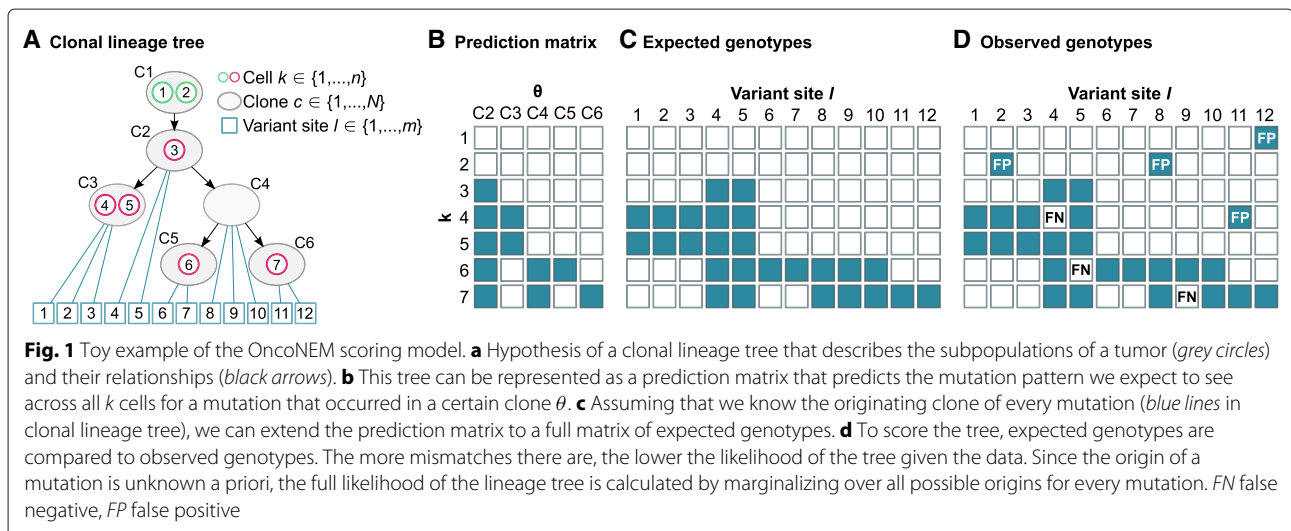 A Clonal lineage tree
C1
1 2
Cell k ∈ {1,...,n}
Clone c ∈ {1,...,N}
Variant site l ∈ {1,...,m}
C2
3
C3
4 5
C4
C5
6
C6
7
1 2 3 4 5 6 7 8 9 10 11 12
B Prediction matrix
θ
C2 C3 C4 C5 C6
k
1
2
3
4
5
6
7
C Expected genotypes
Variant site l
1 2 3 4 5 6 7 8 9 10 11 12
D Observed genotypes
Variant site l
1 2 3 4 5 6 7 8 9 10 11 12
FP
FP FP
FN FP
FN
FN
Fig. 1 Toy example of the OncoNEM scoring model. a Hypothesis of a clonal lineage tree that describes the subpopulations of a tumor (grey circles)
and their relationships (black arrows). b This tree can be represented as a prediction matrix that predicts the mutation pattern we expect to see
across all k cells for a mutation that occurred in a certain clone θ. c Assuming that we know the originating clone of every mutation (blue lines in
clonal lineage tree), we can extend the prediction matrix to a full matrix of expected genotypes. d To score the tree, expected genotypes are
compared to observed genotypes. The more mismatches there are, the lower the likelihood of the tree given the data. Since the origin of a
mutation is unknown a priori, the full likelihood of the lineage tree is calculated by marginalizing over all possible origins for every mutation. FN false
negative, FP false positive